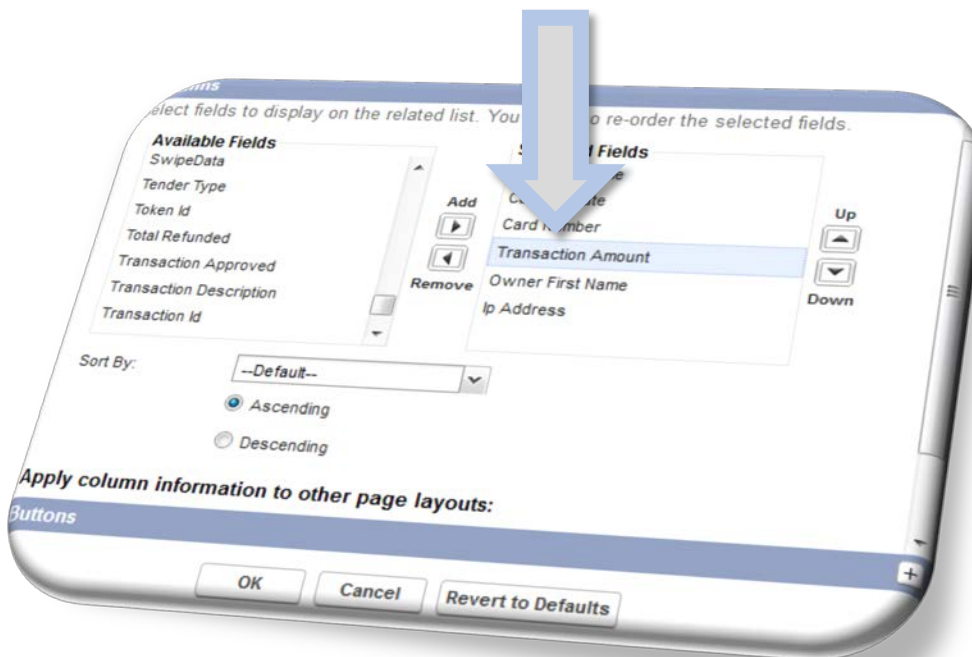 select fields to display on the related list. You o re-order the selected fields.
Available Fields
SwipeData
Tender Type
Token Id
Total Refunded
Transaction Approved
Transaction Description
Transaction Id
Add
Remove
Fields
Card Number
Transaction Amount
Owner First Name
Ip Address
Up
Down
Sort By:
--Default--
Ascending
Descending
Apply column information to other page layouts:
Buttons
OK
Cancel
Revert to Defaults